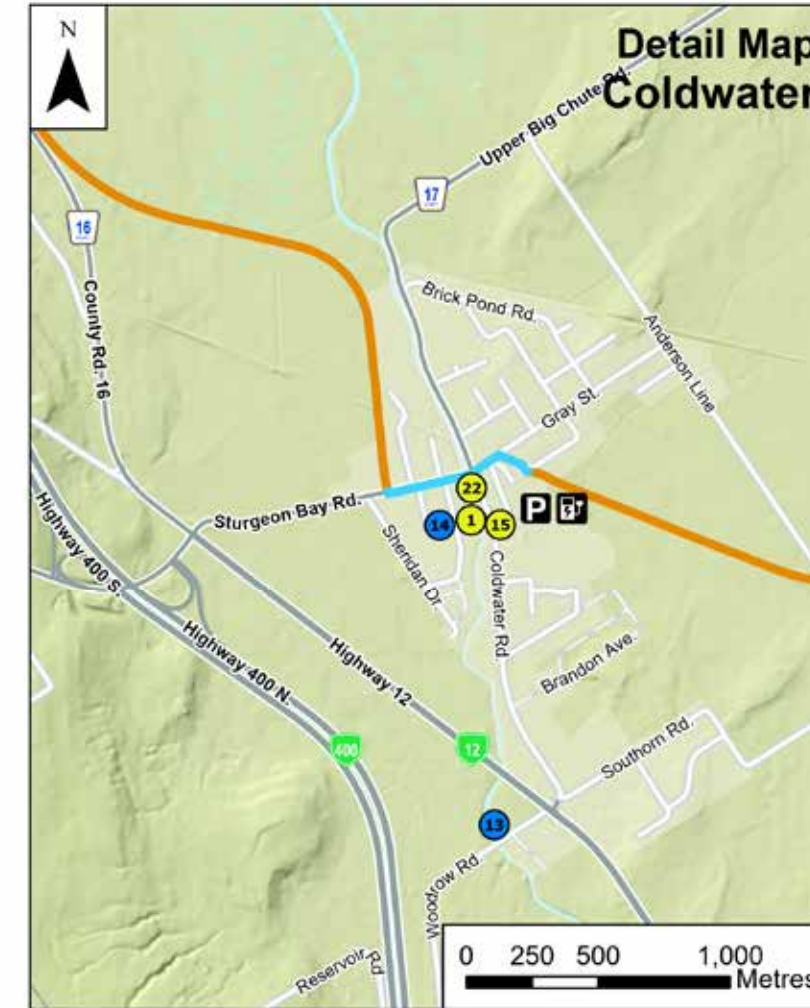 N
Detail Map
Coldwater
Upper Big Chute Rd.
17
16
County Rd. 16
Brick Pond Rd.
Anderson Line
Gray St.
22
Sturgeon Bay Rd.
14
1
15
P
Sheridan Dr.
Coldwater Rd.
Highway 400 S.
Highway 400 N.
Highway 12
Brandon Ave.
400
12
Southorn Rd.
13
Woodrow Rd.
Reservoir Rd
0 250 500 1,000
Metres